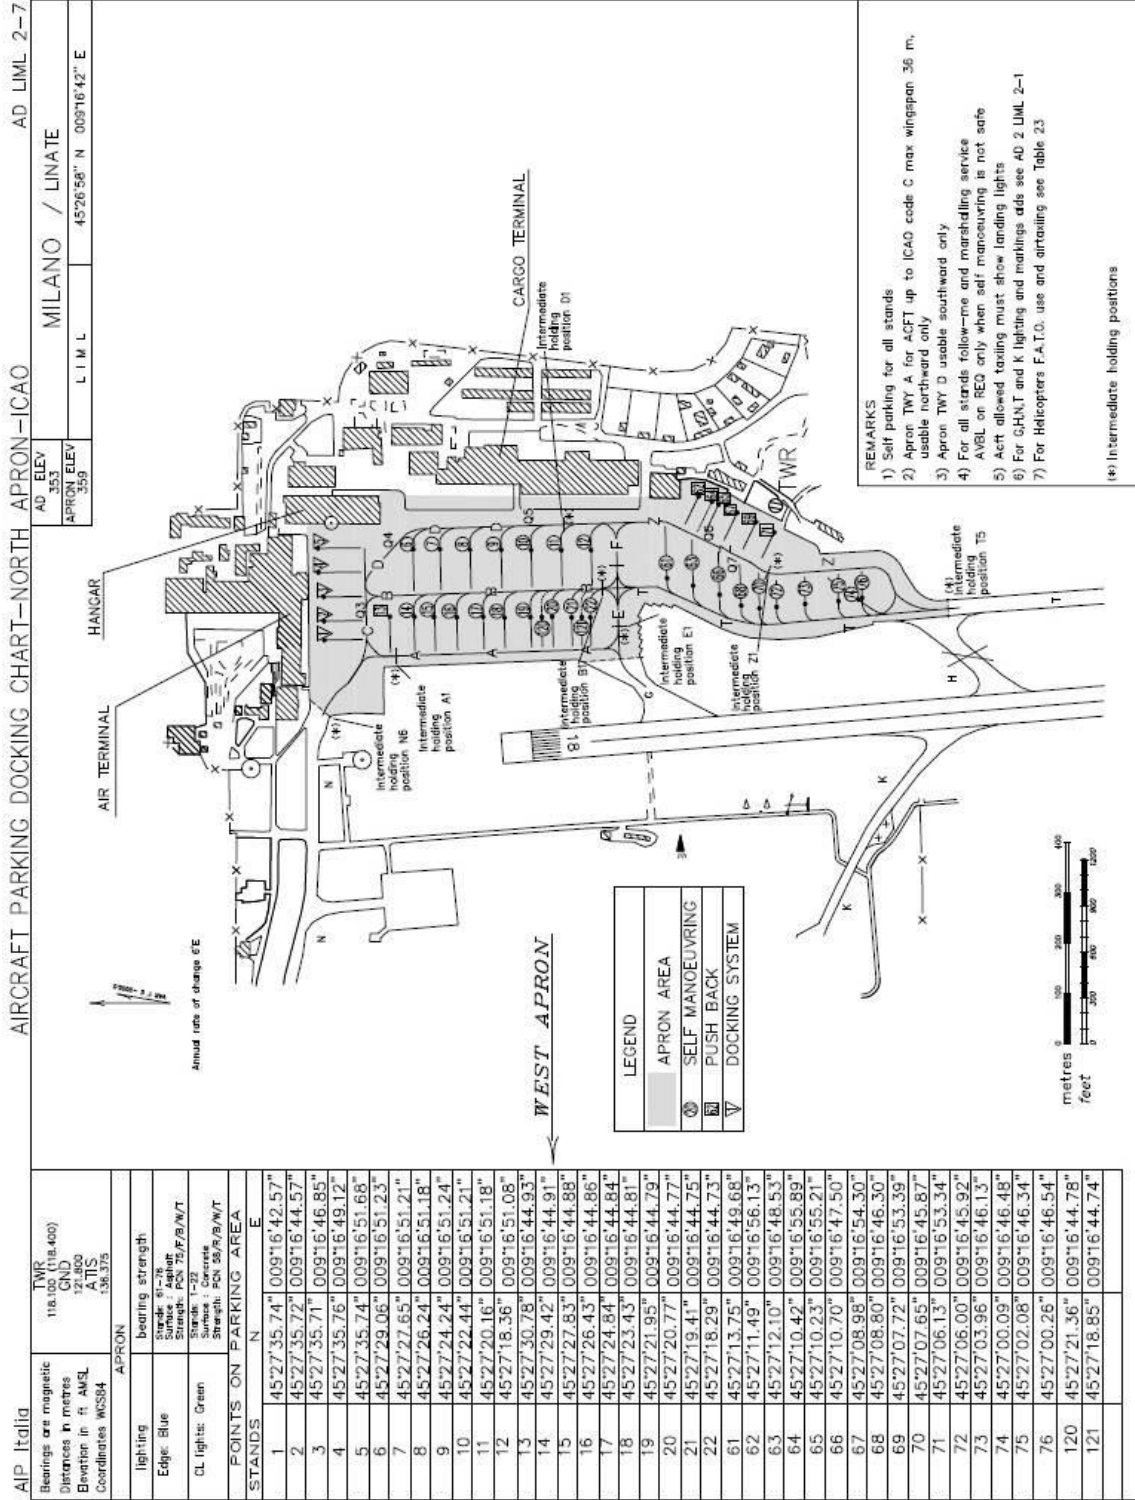 AIP Italia
AIRCRAFT PARKING DOCKING CHART-NORTH APRON-ICAO
AD LIML 2-7
Bearings are magnetic
Distances in metres
Elevation in ft AMSL
Coordinates WGS84
TWR
118.100 (118.400)
GND
121.800
ATIS
136.375
AD ELEV
353
APRON ELEV
359
MILANO / LINATE
LIML
45°26'58" N 009°16'42" E
APRON
lighting
bearing strength
Edge: Blue
CL lights: Green
Stands: 61-76
Surface : Asphalt
Strength: PCN 75/F/B/W/T
Stands: 1-22
Surface : Concrete
Strength: PCN 58/R/B/W/T
POINTS ON PARKING AREA
STANDS N E
1 45°27'35.74" 009°16'42.57"
2 45°27'35.72" 009°16'44.57"
3 45°27'35.71" 009°16'46.85"
4 45°27'35.76" 009°16'49.12"
5 45°27'35.74" 009°16'51.68"
6 45°27'29.06" 009°16'51.23"
7 45°27'27.65" 009°16'51.21"
8 45°27'26.24" 009°16'51.18"
9 45°27'24.24" 009°16'51.24"
10 45°27'22.44" 009°16'51.21"
11 45°27'20.16" 009°16'51.18"
12 45°27'18.36" 009°16'51.08"
13 45°27'30.78" 009°16'44.93"
14 45°27'29.42" 009°16'44.91"
15 45°27'27.83" 009°16'44.88"
16 45°27'26.43" 009°16'44.86"
17 45°27'24.84" 009°16'44.84"
18 45°27'23.43" 009°16'44.81"
19 45°27'21.95" 009°16'44.79"
20 45°27'20.77" 009°16'44.77"
21 45°27'19.41" 009°16'44.75"
22 45°27'18.29" 009°16'44.73"
61 45°27'13.75" 009°16'49.68"
62 45°27'11.49" 009°16'56.13"
63 45°27'12.10" 009°16'48.53"
64 45°27'10.42" 009°16'55.89"
65 45°27'10.23" 009°16'55.21"
66 45°27'10.70" 009°16'47.50"
67 45°27'08.98" 009°16'54.30"
68 45°27'08.80" 009°16'46.30"
69 45°27'07.72" 009°16'53.39"
70 45°27'07.65" 009°16'45.87"
71 45°27'06.13" 009°16'53.34"
72 45°27'06.00" 009°16'45.92"
73 45°27'03.96" 009°16'46.13"
74 45°27'00.09" 009°16'46.48"
75 45°27'02.08" 009°16'46.34"
76 45°27'00.26" 009°16'46.54"
120 45°27'21.36" 009°16'44.78"
121 45°27'18.85" 009°16'44.74"
Annual rate of change 6'E
AIR TERMINAL
HANGAR
CARGO TERMINAL
TWR
WEST APRON
Intermediate
holding
position N6
Intermediate
holding
position A1
Intermediate
holding
position B1
Intermediate
holding
position E1
Intermediate
holding
position Z1
Intermediate
holding
position D1
(*)
Intermediate
holding
position T5
18
LEGEND
APRON AREA
20 SELF MANOEUVRING
62 PUSH BACK
DOCKING SYSTEM
metres
0 100 200 300 400
feet
0 300 600 900 1200
REMARKS
1) Self parking for all stands
2) Apron TWY A for ACFT up to ICAO code C max wingspan 36 m,
usable northward only
3) Apron TWY D usable southward only
4) For all stands follow-me and marshalling service
AVBL on REQ only when self manoeuvring is not safe
5) Acft allowed taxiing must show landing lights
6) For G,H,N,T and K lighting and markings aids see AD 2 LIML 2-1
7) For Helicopters F.A.T.O. use and airtaxiing see Table 23
(*) Intermediate holding positions